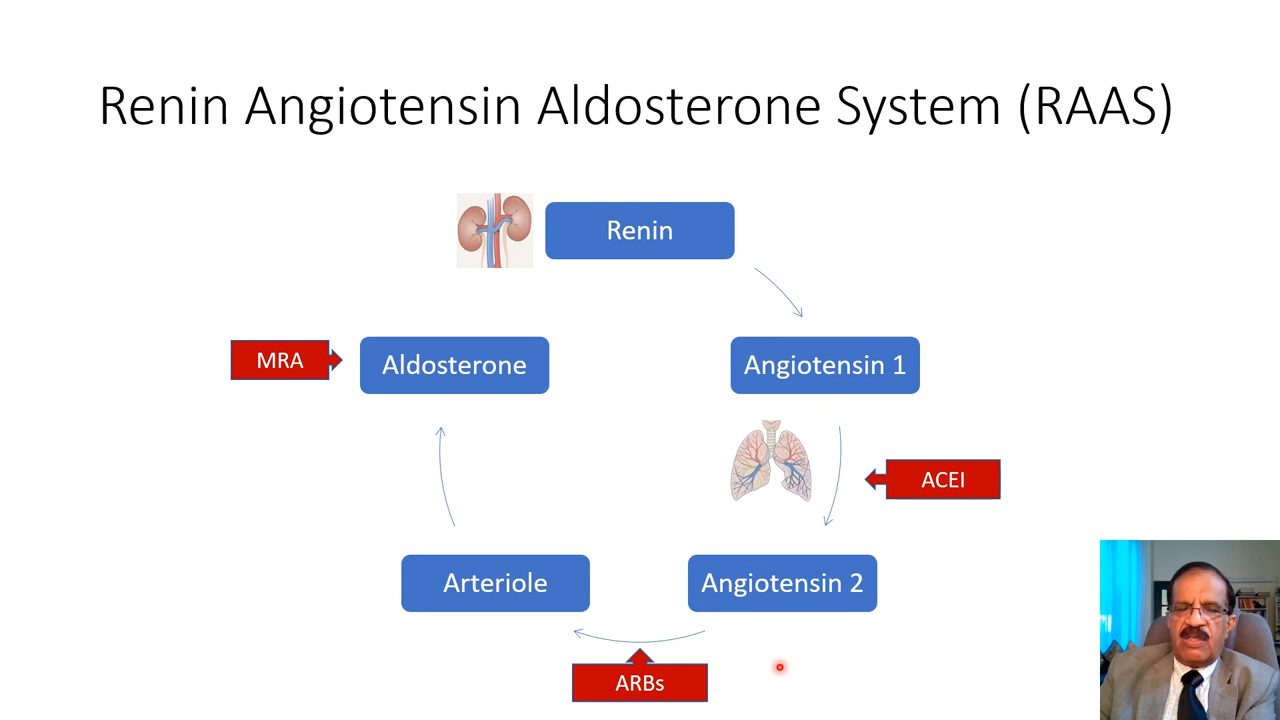 Renin Angiotensin Aldosterone System (RAAS)
Renin
MRA
Aldosterone
Angiotensin 1
ACEI
Arteriole
Angiotensin 2
ARBs